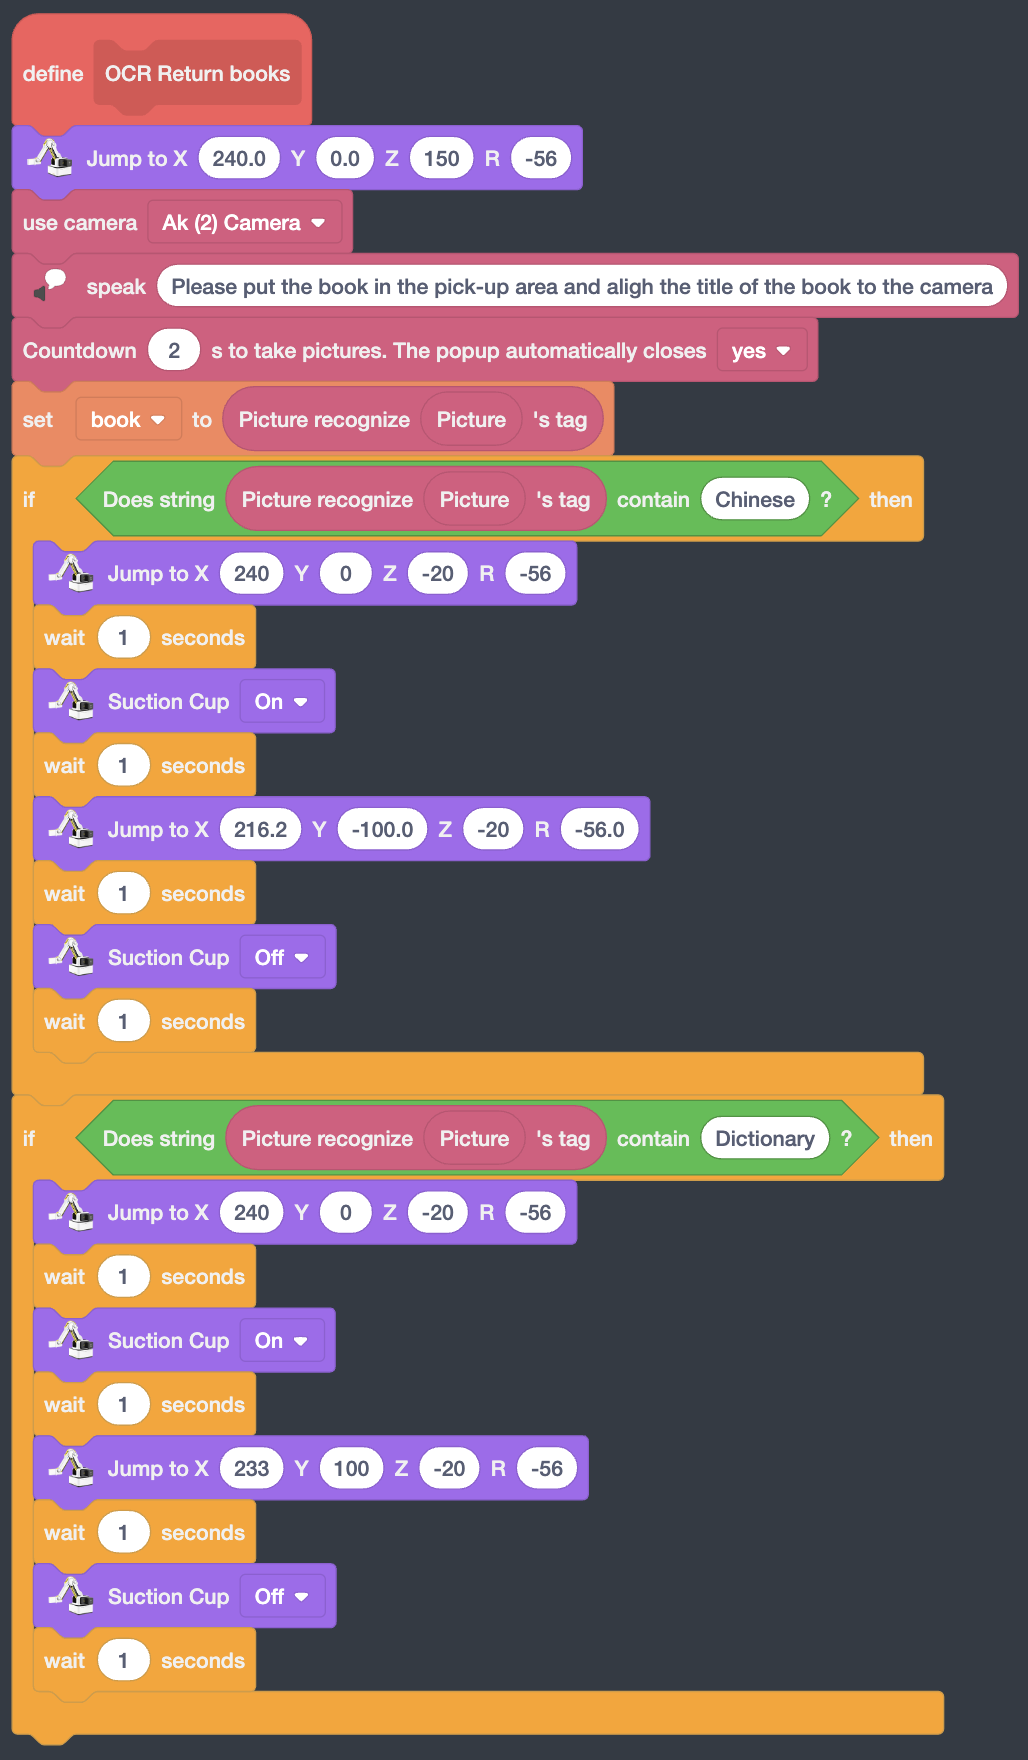 define OCR Return books
Jump to X 240.0 Y 0.0 Z 150 R -56
use camera Ak (2) Camera
speak Please put the book in the pick-up area and aligh the title of the book to the camera
Countdown 2 s to take pictures. The popup automatically closes yes
set book to Picture recognize Picture 's tag
if Does string Picture recognize Picture 's tag contain Chinese ? then
Jump to X 240 Y 0 Z -20 R -56
wait 1 seconds
Suction Cup On
wait 1 seconds
Jump to X 216.2 Y -100.0 Z -20 R -56.0
wait 1 seconds
Suction Cup Off
wait 1 seconds
if Does string Picture recognize Picture 's tag contain Dictionary ? then
Jump to X 240 Y 0 Z -20 R -56
wait 1 seconds
Suction Cup On
wait 1 seconds
Jump to X 233 Y 100 Z -20 R -56
wait 1 seconds
Suction Cup Off
wait 1 seconds